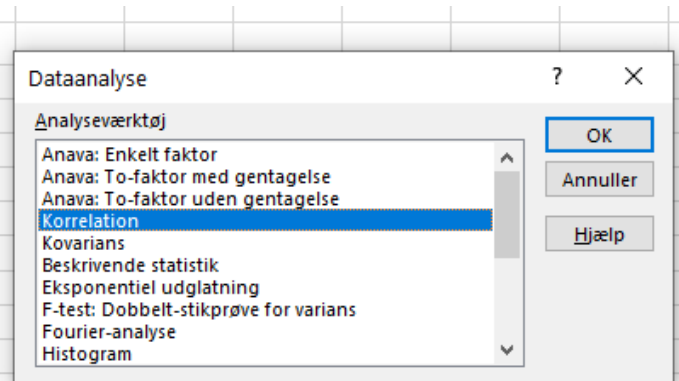 Dataanalyse
?
Analyseværktøj
Anava: Enkelt faktor
Anava: To-faktor med gentagelse
Anava: To-faktor uden gentagelse
Korrelation
Kovarians
Beskrivende statistik
Eksponentiel udglatning
F-test: Dobbelt-stikprøve for varians
Fourier-analyse
Histogram
OK
Annuller
Hjælp